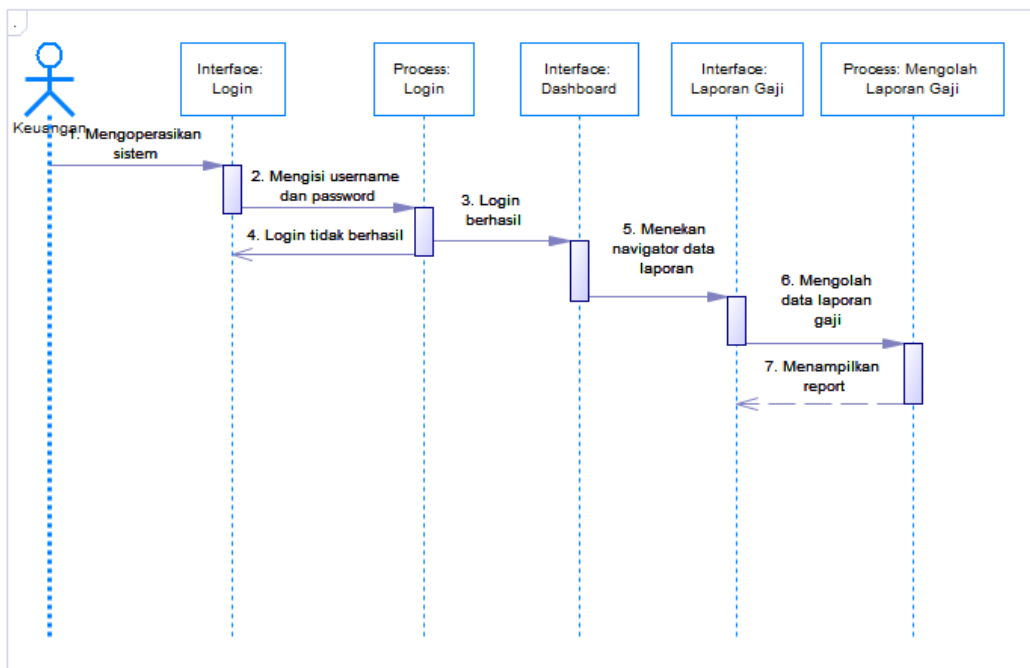 .
Interface:
Login
Process:
Login
Interface:
Dashboard
Interface:
Laporan Gaji
Process: Mengolah
Laporan Gaji
Keuangan
1. Mengoperasikan
sistem
2. Mengisi username
dan password
3. Login
berhasil
4. Login tidak berhasil
5. Menekan
navigator data
laporan
6. Mengolah
data laporan
gaji
7. Menampilkan
report